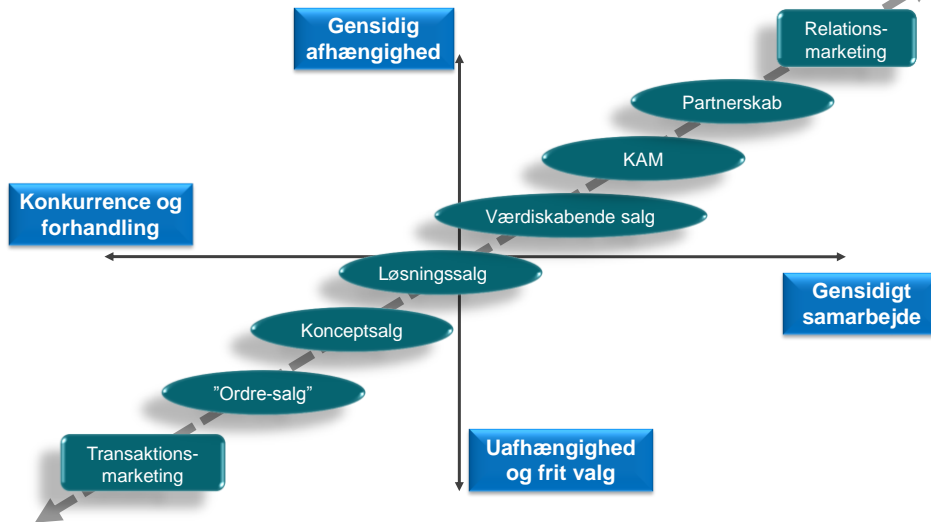 Gensidig
afhængighed
Relations-
marketing
Partnerskab
KAM
Konkurrence og
forhandling
Værdiskabende salg
Løsningssalg
Gensidigt
samarbejde
Konceptsalg
”Ordre-salg”
Transaktions-
marketing
Uafhængighed
og frit valg